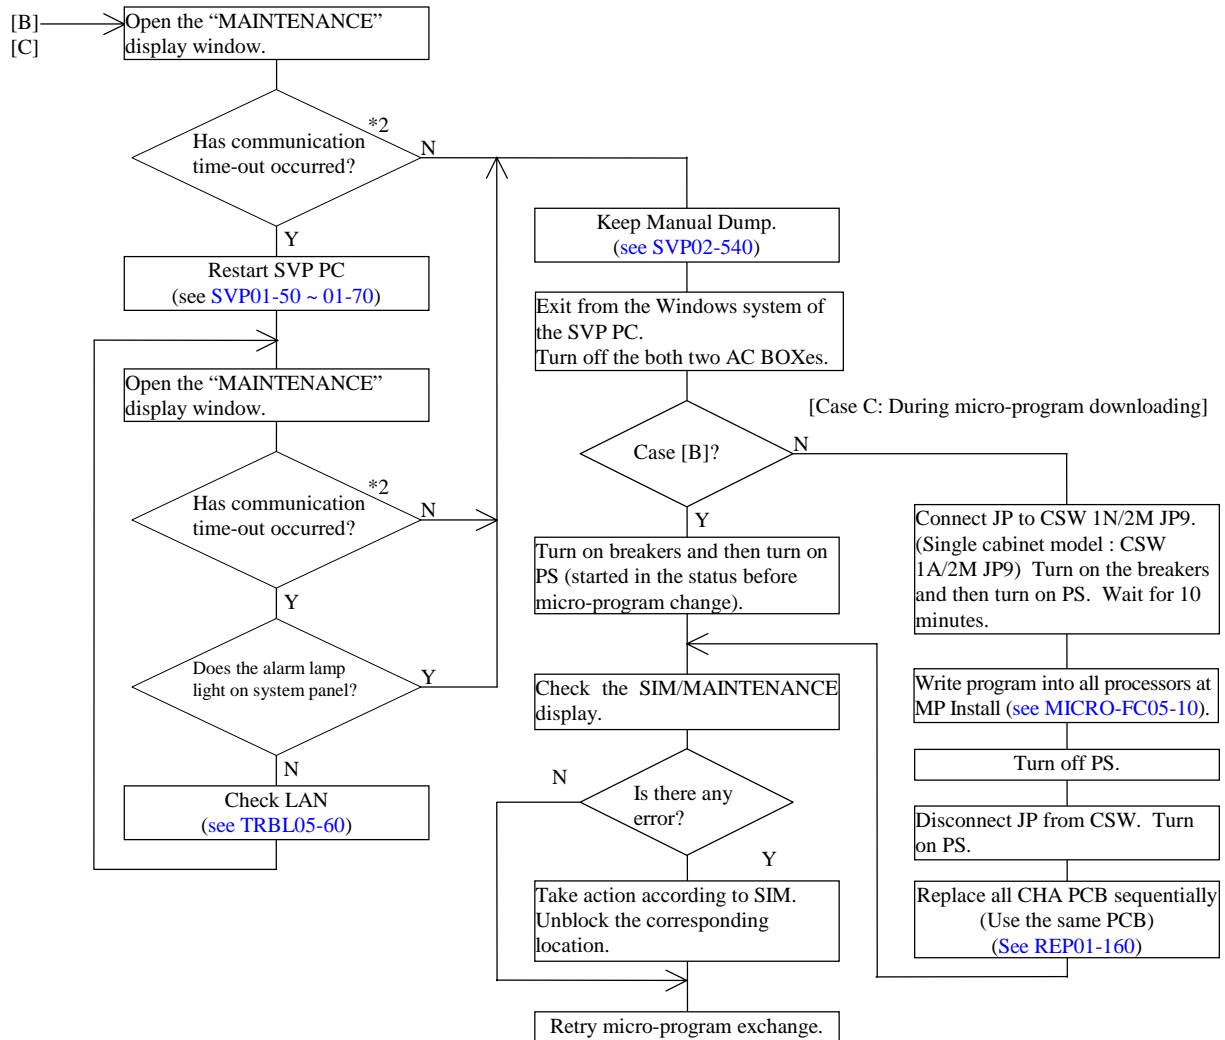 [B]
[C]
Open the “MAINTENANCE”
display window.
*2
Has communication
time-out occurred?
N
Y
Restart SVP PC
(see SVP01-50 ~ 01-70)
Open the “MAINTENANCE”
display window.
*2
Has communication
time-out occurred?
N
Y
Does the alarm lamp
light on system panel?
Y
N
Check LAN
(see TRBL05-60)
Keep Manual Dump.
(see SVP02-540)
Exit from the Windows system of
the SVP PC.
Turn off the both two AC BOXes.
[Case C: During micro-program downloading]
Case [B]?
N
Y
Turn on breakers and then turn on
PS (started in the status before
micro-program change).
Check the SIM/MAINTENANCE
display.
N
Is there any
error?
Y
Take action according to SIM.
Unblock the corresponding
location.
Retry micro-program exchange.
Connect JP to CSW 1N/2M JP9.
(Single cabinet model : CSW
1A/2M JP9) Turn on the breakers
and then turn on PS. Wait for 10
minutes.
Write program into all processors at
MP Install (see MICRO-FC05-10).
Turn off PS.
Disconnect JP from CSW. Turn
on PS.
Replace all CHA PCB sequentially
(Use the same PCB)
(See REP01-160)